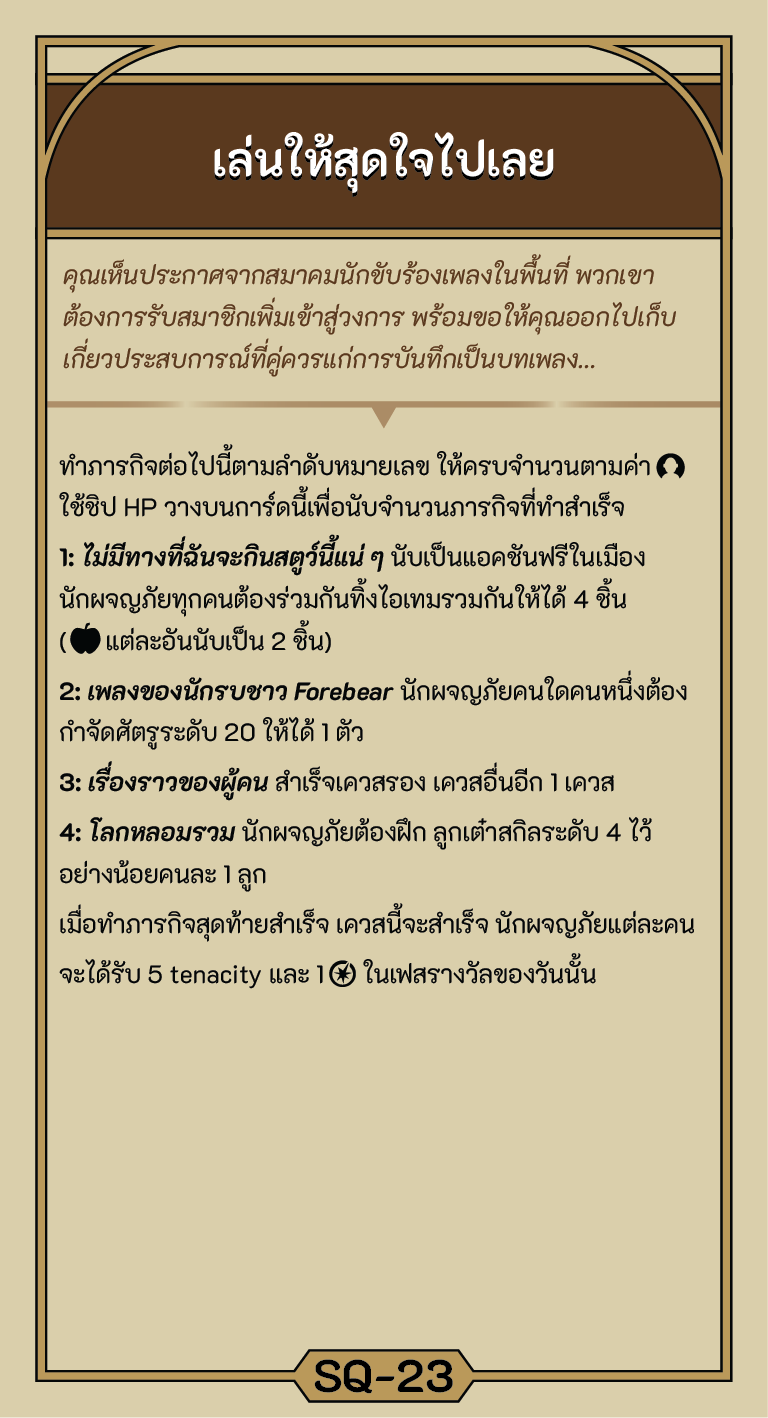 เล่นให้สุดใจไปเลย
คุณเห็นประกาศจากสมาคมนักขับร้องเพลงในพื้นที่ พวกเขา
ต้องการรับสมาชิกเพิ่มเข้าสู่วงการ พร้อมขอให้คุณออกไปเก็บ
เกี่ยวประสบการณ์ที่คู่ควรแก่การบันทึกเป็นบทเพลง...
ทำภารกิจต่อไปนี้ตามลำดับหมายเลข ให้ครบจำนวนตามค่า
ใช้ชิป HP วางบนการ์ดนี้เพื่อนับจำนวนภารกิจที่ทำสำเร็จ
1: ไม่มีทางที่ฉันจะกินสตูว์นี้แน่ ๆ นับเป็นแอคชันฟรีในเมือง
นักผจญภัยทุกคนต้องร่วมกันทิ้งไอเทมรวมกันให้ได้ 4 ชิ้น
( แต่ละอันนับเป็น 2 ชิ้น)
2: เพลงของนักรบชาว Forebear นักผจญภัยคนใดคนหนึ่งต้อง
กำจัดศัตรูระดับ 20 ให้ได้ 1 ตัว
3: เรื่องราวของผู้คน สำเร็จเควสรอง เควสอื่นอีก 1 เควส
4: โลกหลอมรวม นักผจญภัยต้องฝึก ลูกเต๋าสกิลระดับ 4 ไว้
อย่างน้อยคนละ 1 ลูก
เมื่อทำภารกิจสุดท้ายสำเร็จ เควสนี้จะสำเร็จ นักผจญภัยแต่ละคน
จะได้รับ 5 tenacity และ 1 ในเฟสรางวัลของวันนั้น
SQ-23